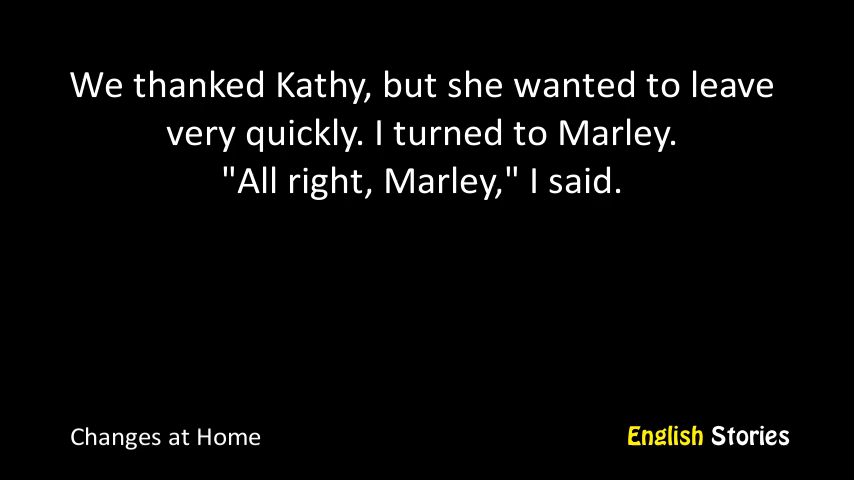 We thanked Kathy, but she wanted to leave
very quickly. I turned to Marley.
"All right, Marley," I said.
Changes at Home
English Stories